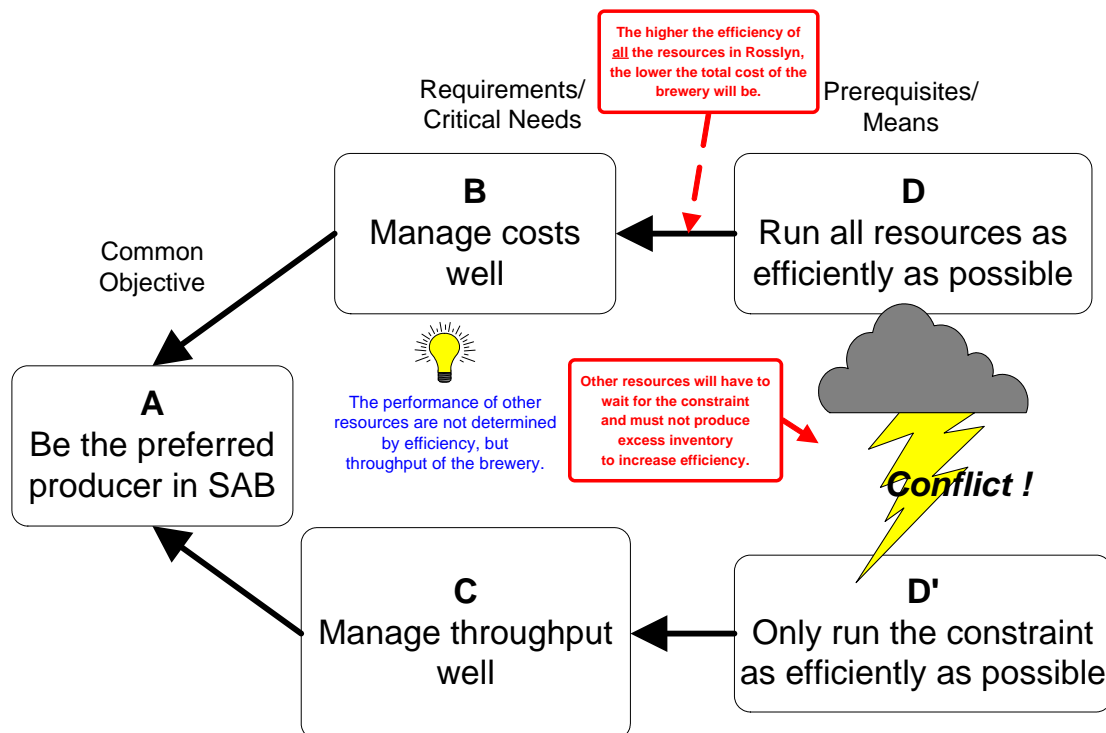 The higher the efficiency of
all the resources in Rosslyn,
the lower the total cost of the
brewery will be.
Requirements/
Critical Needs
Prerequisites/
Means
B
Manage costs
well
D
Run all resources as
efficiently as possible
Common
Objective
A
Be the preferred
producer in SAB
The performance of other
resources are not determined
by efficiency, but
throughput of the brewery.
Other resources will have to
wait for the constraint
and must not produce
excess inventory
to increase efficiency.
Conflict !
C
Manage throughput
well
D'
Only run the constraint
as efficiently as possible